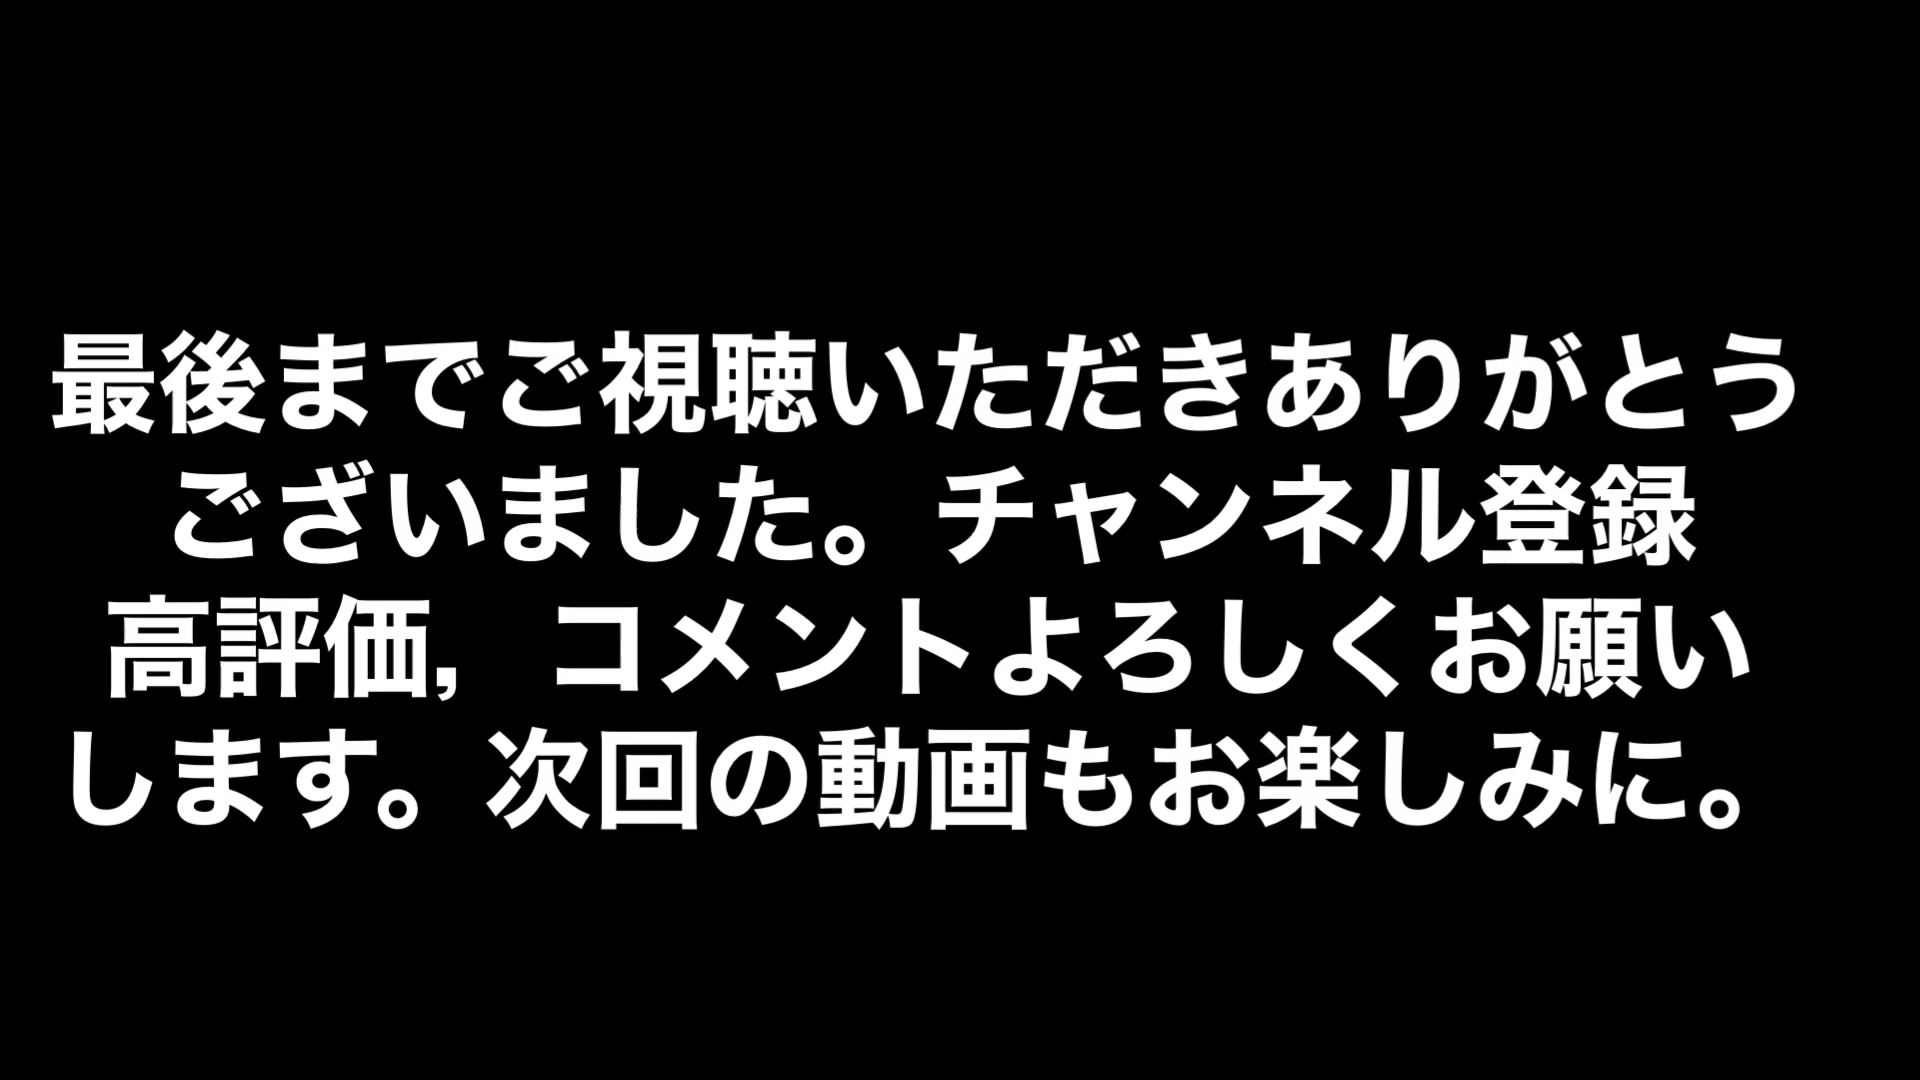 最後までご視聴いただきありがとう
ございました。チャンネル登録
高評価,　コメントよろしくお願い
します。次回の動画もお楽しみに。